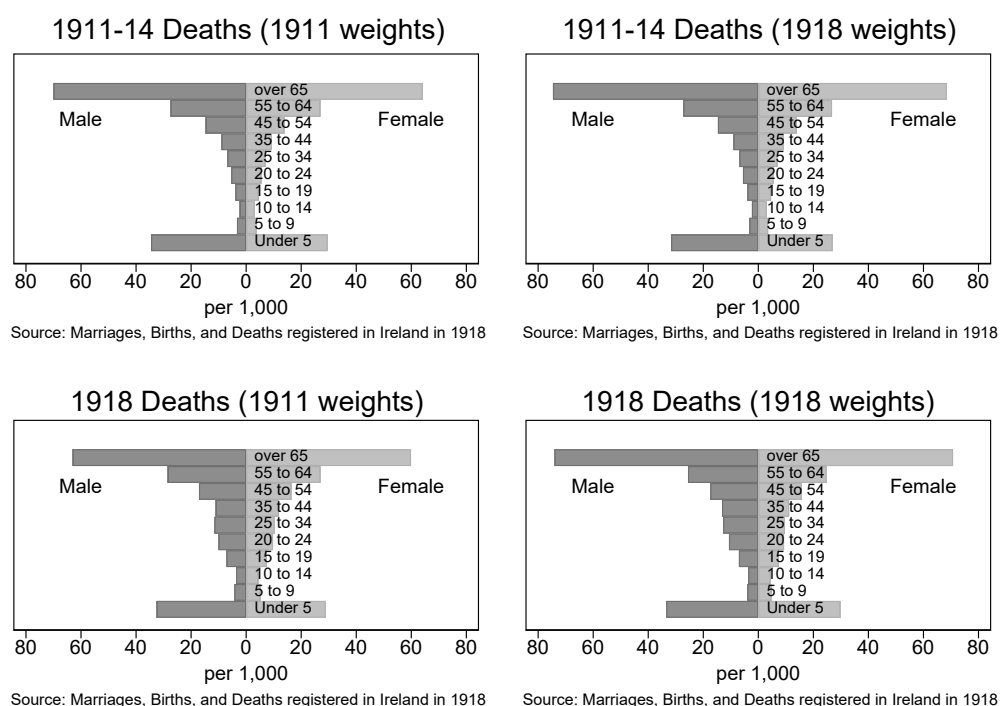 1911-14 Deaths (1911 weights)
over 65
55 to 64
Male
Female
45 to 54
35 to 44
25 to 34
20 to 24
15 to 19
10 to 14
5 to 9
Under 5
80 60 40 20 0 20 40 60 80
per 1,000
Source: Marriages, Births, and Deaths registered in Ireland in 1918
1911-14 Deaths (1918 weights)
over 65
55 to 64
Male
Female
45 to 54
35 to 44
25 to 34
20 to 24
15 to 19
10 to 14
5 to 9
Under 5
80 60 40 20 0 20 40 60 80
per 1,000
Source: Marriages, Births, and Deaths registered in Ireland in 1918
1918 Deaths (1911 weights)
over 65
55 to 64
Male
Female
45 to 54
35 to 44
25 to 34
20 to 24
15 to 19
10 to 14
5 to 9
Under 5
80 60 40 20 0 20 40 60 80
per 1,000
Source: Marriages, Births, and Deaths registered in Ireland in 1918
1918 Deaths (1918 weights)
over 65
55 to 64
Male
Female
45 to 54
35 to 44
25 to 34
20 to 24
15 to 19
10 to 14
5 to 9
Under 5
80 60 40 20 0 20 40 60 80
per 1,000
Source: Marriages, Births, and Deaths registered in Ireland in 1918